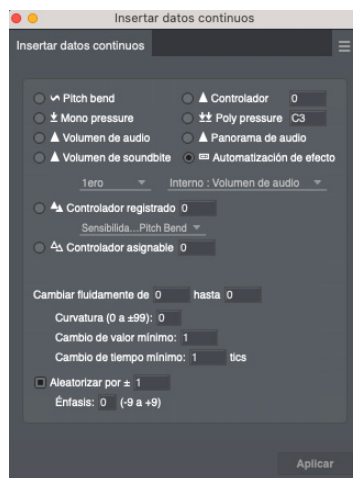 Insertar datos continuos
Insertar datos continuos
Pitch bend
Controlador 0
Mono pressure
Poly pressure C3
Volumen de audio
Panorama de audio
Volumen de soundbite
Automatización de efecto
1ero
Interno : Volumen de audio
Controlador registrado 0
Sensibilida...Pitch Bend
Controlador asignable 0
Cambiar fluidamente de 0 hasta 0
Curvatura (0 a ±99): 0
Cambio de valor mínimo: 1
Cambio de tiempo mínimo: 1 tics
Aleatorizar por ± 1
Énfasis: 0 (-9 a +9)
Aplicar